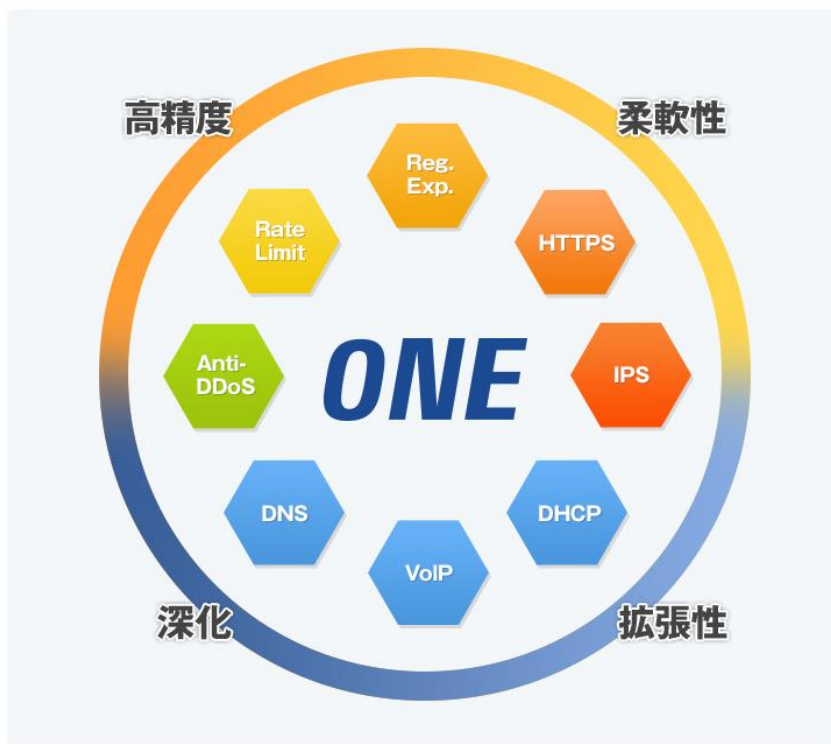 高精度
柔軟性
Reg.
Exp.
Rate
Limit
HTTPS
Anti-
DDoS
ONE
IPS
DNS
DHCP
VoIP
深化
拡張性